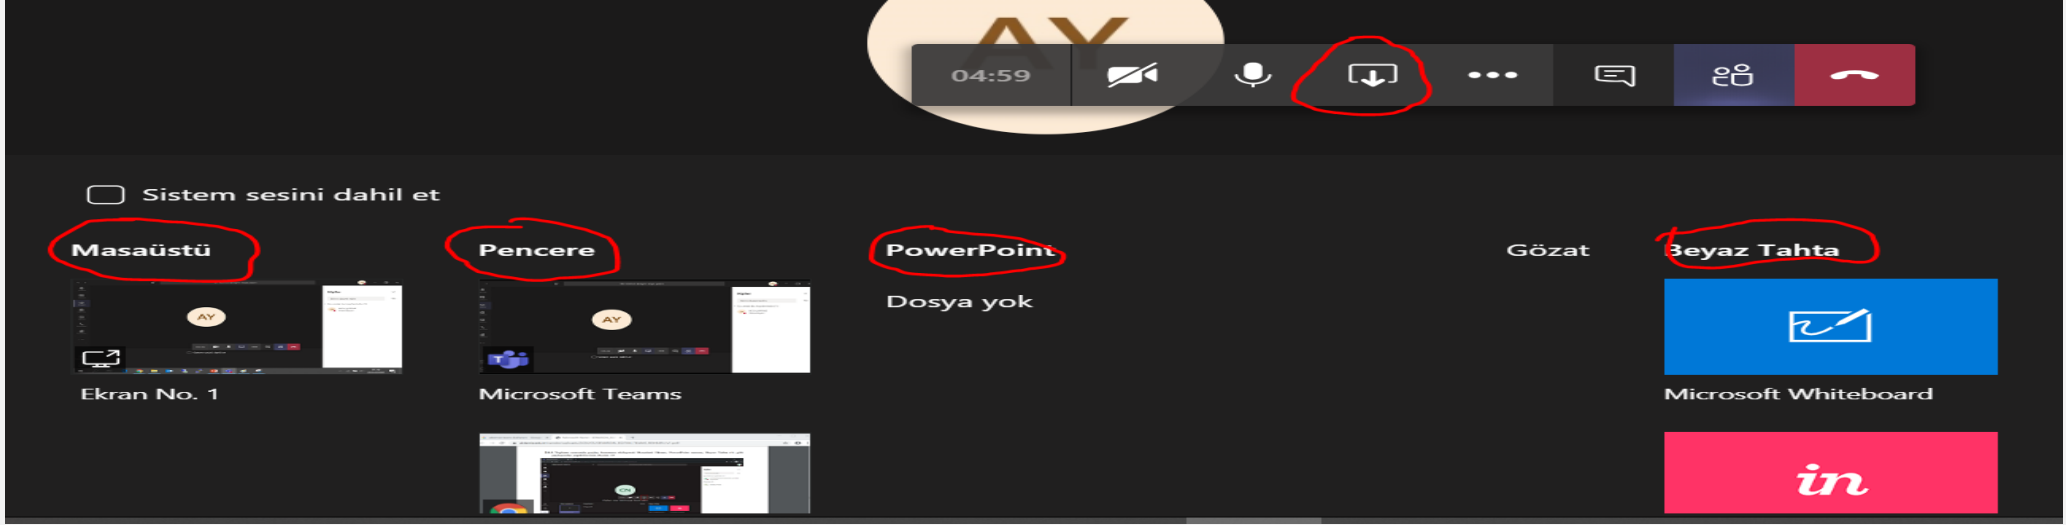 AY
04:59
Sistem sesini dahil et
Masaüstü
Pencere
PowerPoint
Gözat
Beyaz Tahta
Dosya yok
AY
AY
Ekran No. 1
Microsoft Teams
Microsoft Whiteboard
in